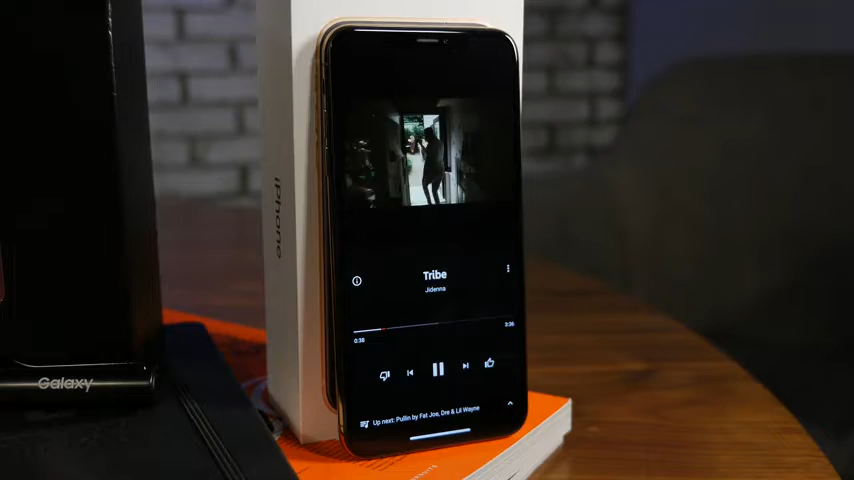 iPhone
Tribe
Jidenna
0:38
3:36
Up next: Pullin by Fat Joe, Dre & Lil Wayne
Galaxy